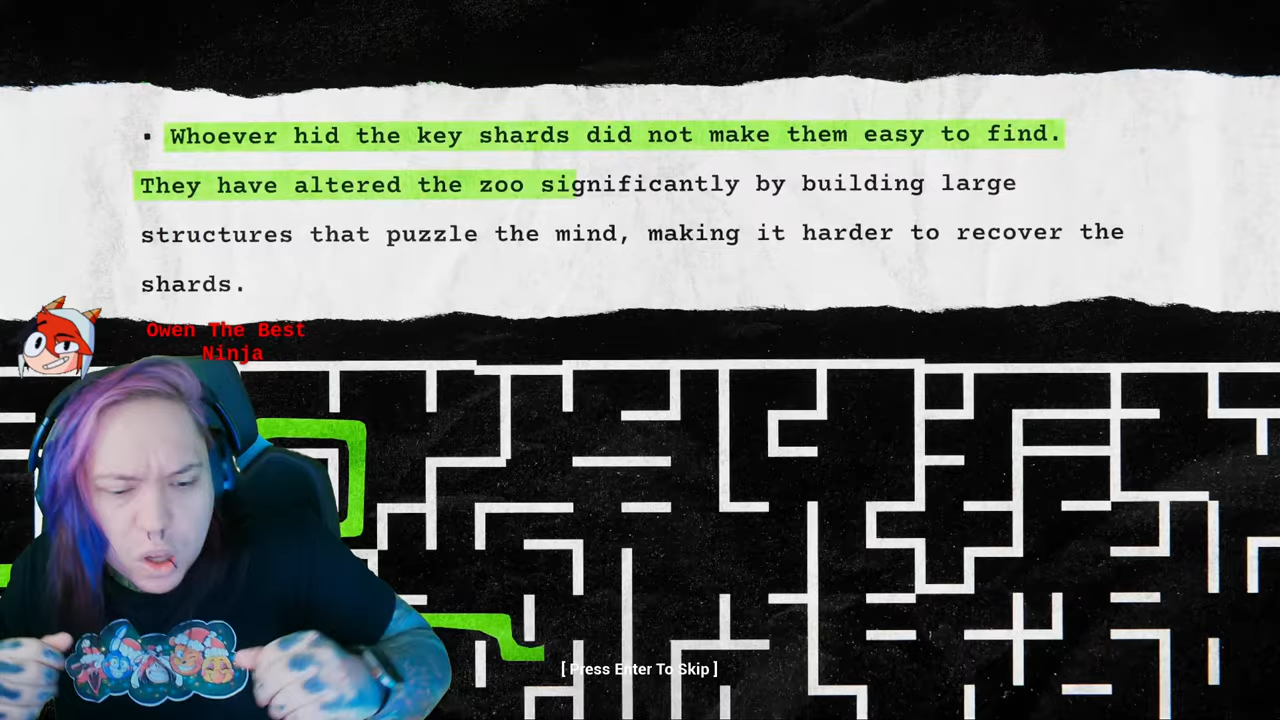 ▪ Whoever hid the key shards did not make them easy to find.
They have altered the zoo significantly by building large
structures that puzzle the mind, making it harder to recover the
shards.
Owen The Best
Ninja
[ Press Enter To Skip ]